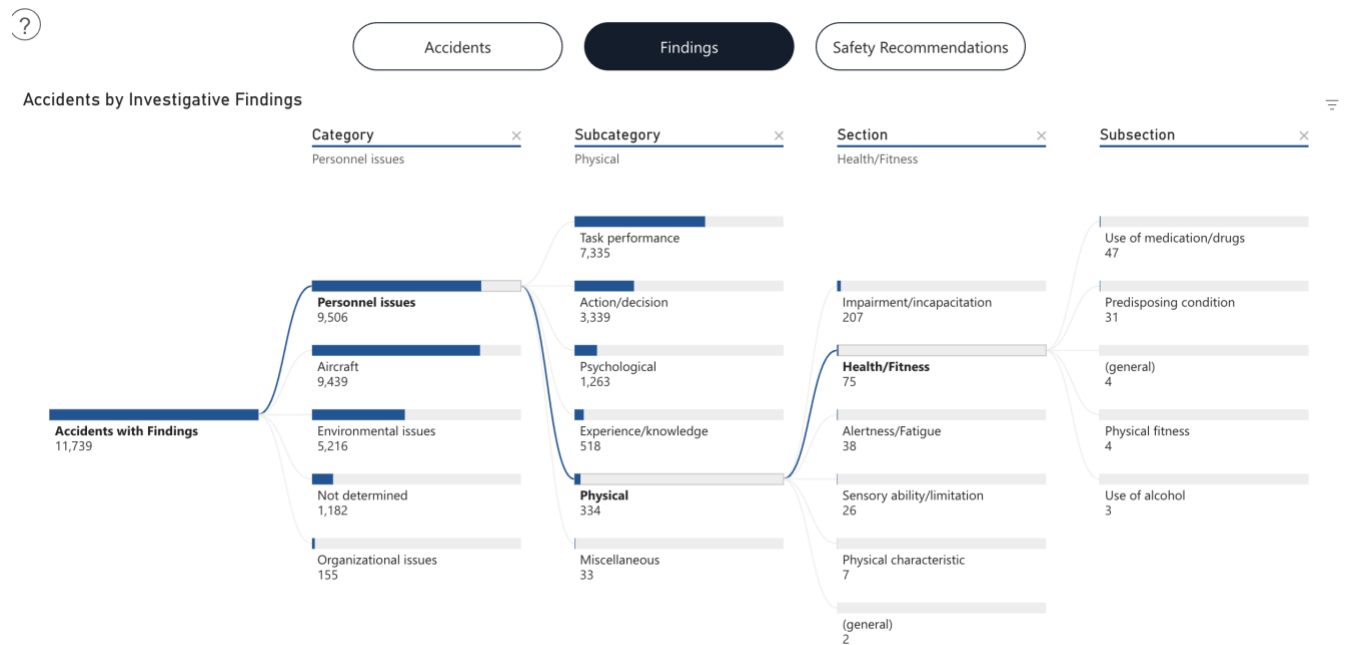 ?
Accidents
Findings
Safety Recommendations
Accidents by Investigative Findings
Category
Personnel issues
Subcategory
Physical
Section
Health/Fitness
Subsection
Accidents with Findings
11,739
Personnel issues
9,506
Aircraft
9,439
Environmental issues
5,216
Not determined
1,182
Organizational issues
155
Task performance
7,335
Action/decision
3,339
Psychological
1,263
Experience/knowledge
518
Physical
334
Miscellaneous
33
Impairment/incapacitation
207
Health/Fitness
75
Alertness/Fatigue
38
Sensory ability/limitation
26
Physical characteristic
7
(general)
2
Use of medication/drugs
47
Predisposing condition
31
(general)
4
Physical fitness
4
Use of alcohol
3